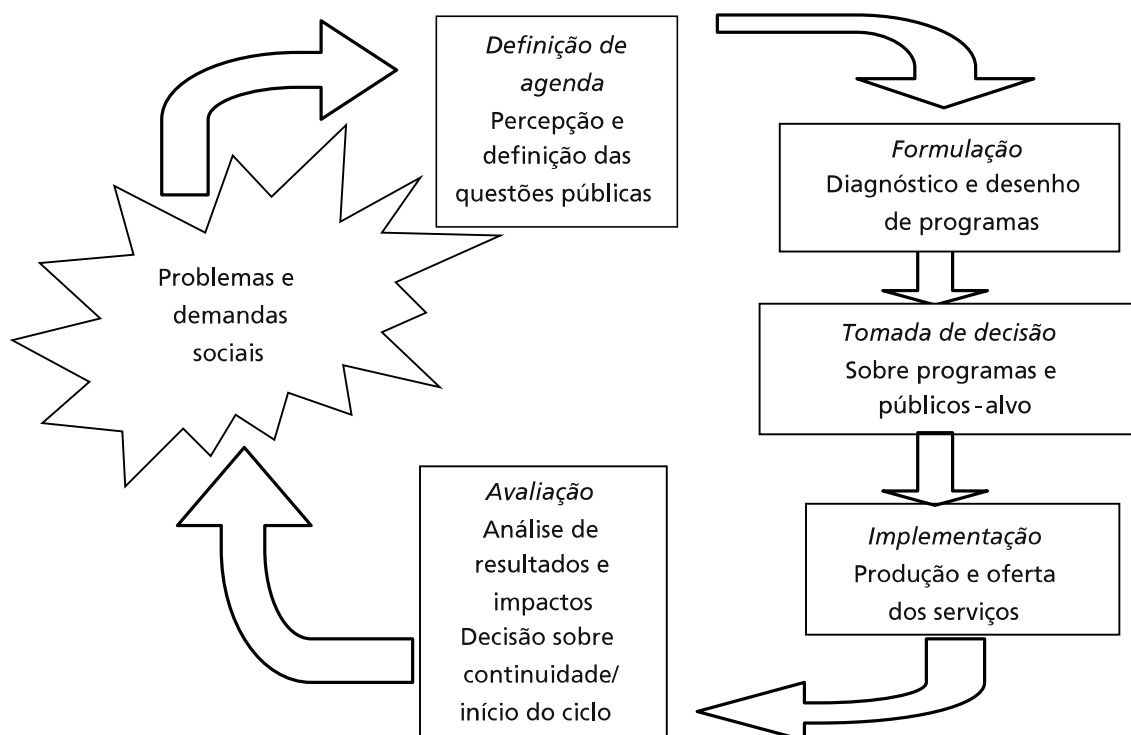 Definição de
agenda
Percepção e
definição das
questões públicas
Formulação
Diagnóstico e desenho
de programas
Tomada de decisão
Sobre programas e
públicos-alvo
Implementação
Produção e oferta
dos serviços
Avaliação
Análise de
resultados e
impactos
Decisão sobre
continuidade/
início do ciclo
Problemas e
demandas
sociais